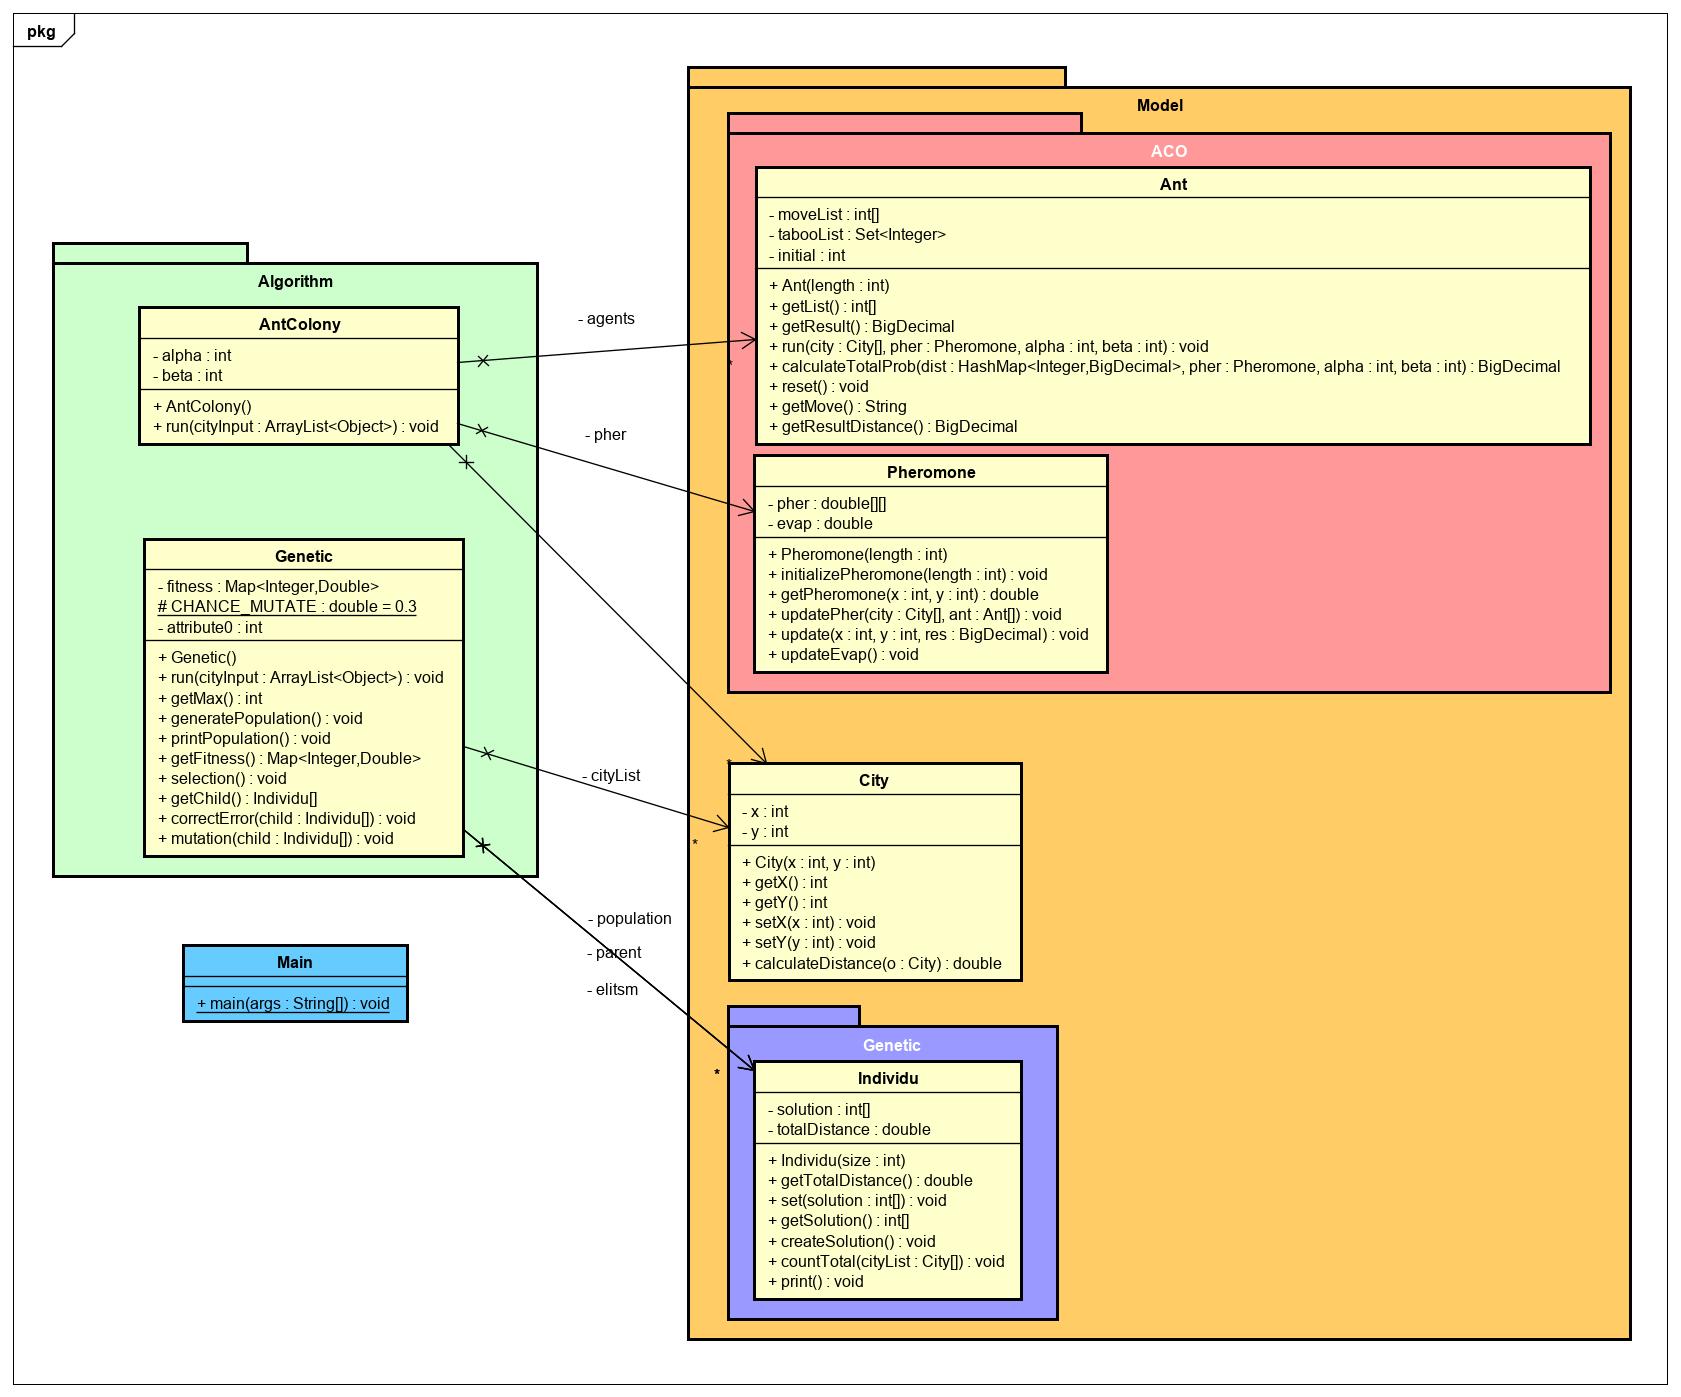 pkg
Model
ACO
Ant
- moveList : int[]
- tabooList : Set<Integer>
- initial : int
+ Ant(length : int)
+ getList() : int[]
+ getResult() : BigDecimal
+ run(city : City[], pher : Pheromone, alpha : int, beta : int) : void
+ calculateTotalProb(dist : HashMap<Integer,BigDecimal>, pher : Pheromone, alpha : int, beta : int) : BigDecimal
+ reset() : void
+ getMove() : String
+ getResultDistance() : BigDecimal
Algorithm
AntColony
- alpha : int
- beta : int
+ AntColony()
+ run(cityInput : ArrayList<Object>) : void
- agents
*
- pher
Pheromone
- pher : double[][]
- evap : double
+ Pheromone(length : int)
+ initializePheromone(length : int) : void
+ getPheromone(x : int, y : int) : double
+ updatePher(city : City[], ant : Ant[]) : void
+ update(x : int, y : int, res : BigDecimal) : void
+ updateEvap() : void
Genetic
- fitness : Map<Integer,Double>
# CHANCE_MUTATE : double = 0.3
- attribute0 : int
+ Genetic()
+ run(cityInput : ArrayList<Object>) : void
+ getMax() : int
+ generatePopulation() : void
+ printPopulation() : void
+ getFitness() : Map<Integer,Double>
+ selection() : void
+ getChild() : Individu[]
+ correctError(child : Individu[]) : void
+ mutation(child : Individu[]) : void
*
- cityList
*
City
- x : int
- y : int
+ City(x : int, y : int)
+ getX() : int
+ getY() : int
+ setX(x : int) : void
+ setY(y : int) : void
+ calculateDistance(o : City) : double
- population
- parent
- elitsm
*
Main
+ main(args : String[]) : void
Genetic
Individu
- solution : int[]
- totalDistance : double
+ Individu(size : int)
+ getTotalDistance() : double
+ set(solution : int[]) : void
+ getSolution() : int[]
+ createSolution() : void
+ countTotal(cityList : City[]) : void
+ print() : void